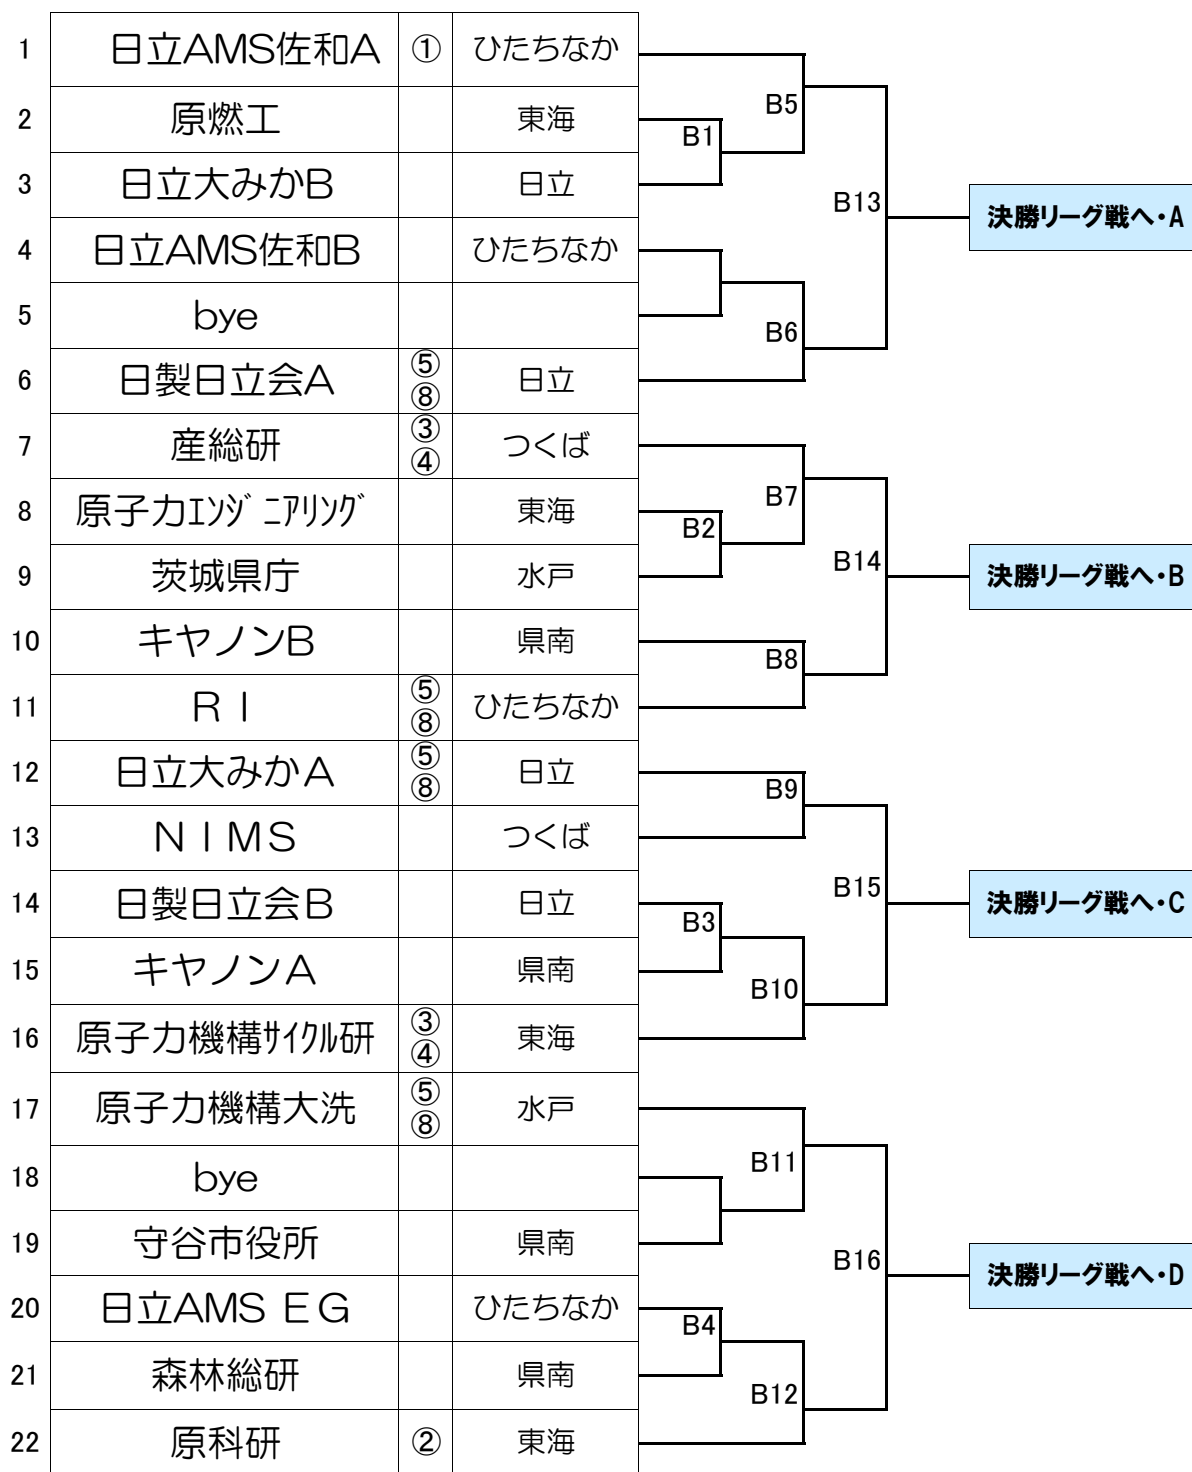 1 日立AMS佐和A ① ひたちなか
2 原燃工 東海
3 日立大みかB 日立
4 日立AMS佐和B ひたちなか
5 bye
6 日製日立会A ⑤⑧ 日立
7 産総研 ③④ つくば
8 原子力ｴﾝｼﾞﾆｱﾘﾝｸﾞ 東海
9 茨城県庁 水戸
10 キヤノンB 県南
11 ＲＩ ⑤⑧ ひたちなか
12 日立大みかA ⑤⑧ 日立
13 ＮＩＭＳ つくば
14 日製日立会B 日立
15 キヤノンA 県南
16 原子力機構ｻｲｸﾙ研 ③④ 東海
17 原子力機構大洗 ⑤⑧ 水戸
18 bye
19 守谷市役所 県南
20 日立AMS ＥＧ ひたちなか
21 森林総研 県南
22 原科研 ② 東海
B5
B1
B13
決勝リーグ戦へ・A
B6
B7
B2
B14
決勝リーグ戦へ・B
B8
B9
B15
決勝リーグ戦へ・C
B3
B10
B11
B16
決勝リーグ戦へ・D
B4
B12